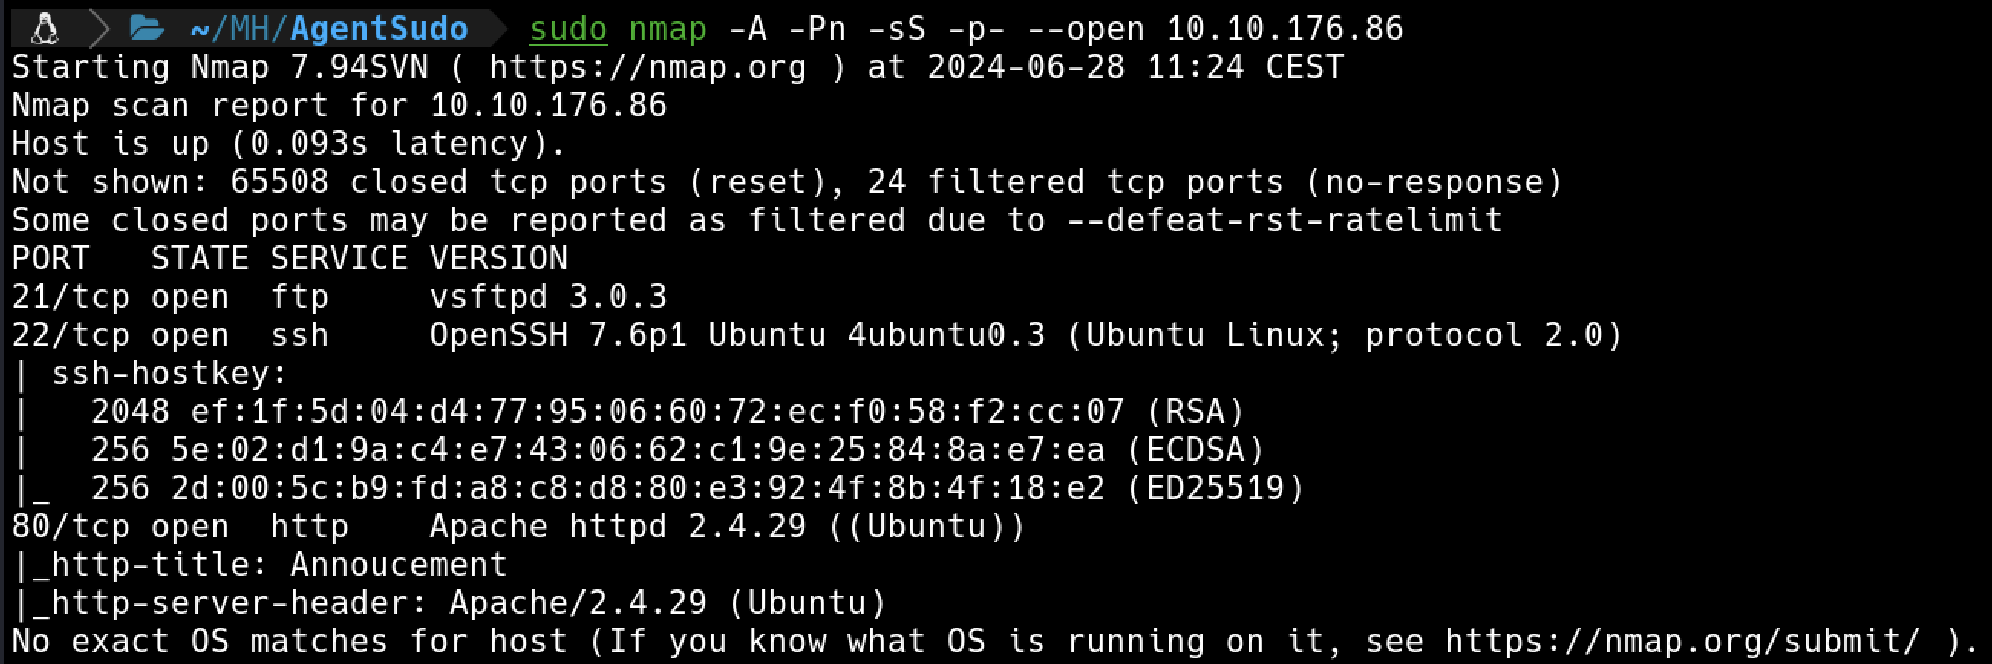 ~/MH/AgentSudo sudo nmap -A -Pn -sS -p- --open 10.10.176.86
Starting Nmap 7.94SVN ( https://nmap.org ) at 2024-06-28 11:24 CEST
Nmap scan report for 10.10.176.86
Host is up (0.093s latency).
Not shown: 65508 closed tcp ports (reset), 24 filtered tcp ports (no-response)
Some closed ports may be reported as filtered due to --defeat-rst-ratelimit
PORT   STATE SERVICE VERSION
21/tcp open  ftp     vsftpd 3.0.3
22/tcp open  ssh     OpenSSH 7.6p1 Ubuntu 4ubuntu0.3 (Ubuntu Linux; protocol 2.0)
| ssh-hostkey:
|   2048 ef:1f:5d:04:d4:77:95:06:60:72:ec:f0:58:f2:cc:07 (RSA)
|   256 5e:02:d1:9a:c4:e7:43:06:62:c1:9e:25:84:8a:e7:ea (ECDSA)
|_  256 2d:00:5c:b9:fd:a8:c8:d8:80:e3:92:4f:8b:4f:18:e2 (ED25519)
80/tcp open  http    Apache httpd 2.4.29 ((Ubuntu))
|_http-title: Annoucement
|_http-server-header: Apache/2.4.29 (Ubuntu)
No exact OS matches for host (If you know what OS is running on it, see https://nmap.org/submit/ ).